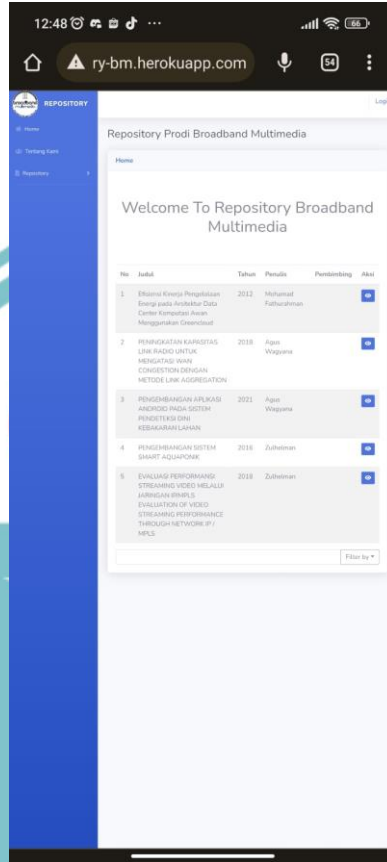 12:48
66
ry-bm.herokuapp.com
54
REPOSITORY
Logi
Home
Tentang Kami
Repository
Repository Prodi Broadband Multimedia
Home
Welcome To Repository Broadband
Multimedia
No Judul Tahun Penulis Pembimbing Aksi
1 Efisiensi Kinerja Pengelolaan 2012 Mohamad
Energi pada Arsitektur Data Fathurahman
Center Komputasi Awan
Menggunakan Greencloud
2 PENINGKATAN KAPASITAS 2018 Agus
LINK RADIO UNTUK Wagyana
MENGATASI WAN
CONGESTION DENGAN
METODE LINK AGGREGATION
3 PENGEMBANGAN APLIKASI 2021 Agus
ANDROID PADA SISTEM Wagyana
PENDETEKSI DINI
KEBAKARAN LAHAN
4 PENGEMBANGAN SISTEM 2016 Zulhelman
SMART AQUAPONIK
5 EVALUASI PERFORMANSI 2018 Zulhelman
STREAMING VIDEO MELALUI
JARINGAN
EVALUATION OF VIDEO
STREAMING PERFORMANCE
THROUGH NETWORK IP /
MPLS
Filter by